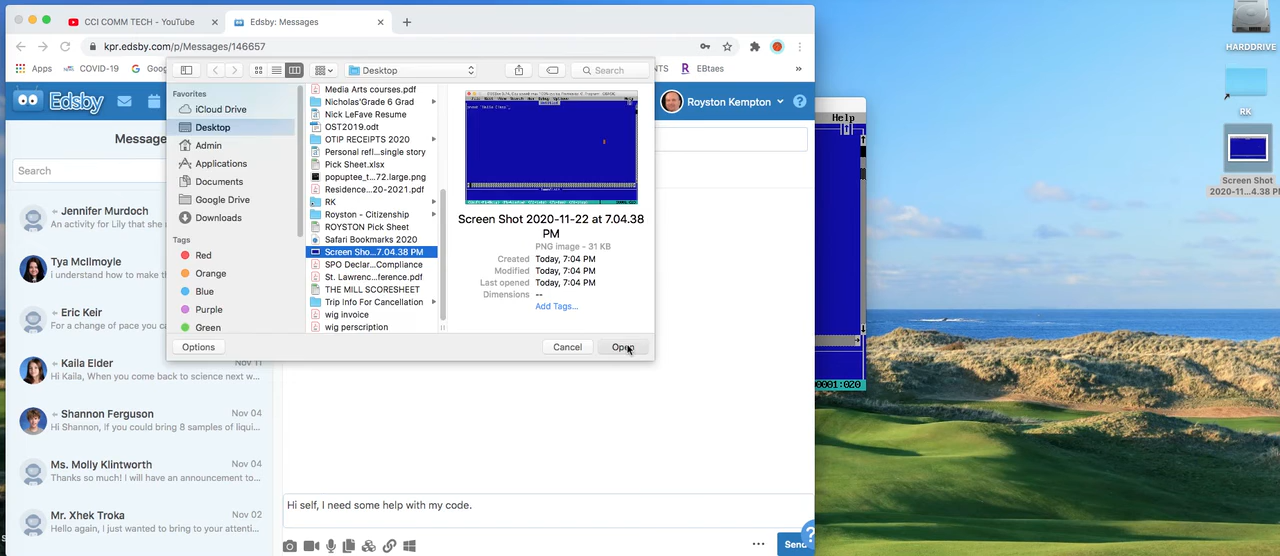 CCI COMM TECH - YouTube
Edsby: Messages
kpr.edsby.com/p/Messages/146657
Apps
COVID-19
Goog
NTS
EBtaes
»
Desktop
Search
Edsby
Royston Kempton
Message
Search
Jennifer Murdoch
An activity for Lily that she
Tya McIlmoyle
i understand how to make th
Eric Keir
For a change of pace you ca
Kaila Elder
Nov 11
Hi Kaila, When you come back to science next w...
Shannon Ferguson
Nov 04
Hi Shannon, If you could bring 8 samples of liqui...
Ms. Molly Klintworth
Nov 04
Thanks so much! I will have an announcement to...
Mr. Xhek Troka
Nov 02
Hello again, I just wanted to bring to your attenti...
Favorites
iCloud Drive
Desktop
Admin
Applications
Documents
Google Drive
Downloads
Tags
Red
Orange
Blue
Purple
Green
Media Arts courses.pdf
Nicholas'Grade 6 Grad
Nick LeFave Resume
OST2019.odt
OTIP RECEIPTS 2020
Personal refl...single story
Pick Sheet.xlsx
popuptee_t...72.large.png
Residence...20-2021.pdf
RK
Royston - Citizenship
ROYSTON Pick Sheet
Safari Bookmarks 2020
Screen Sho...7.04.38 PM
SPO Declar...Compliance
St. Lawrenc...ference.pdf
THE MILL SCORESHEET
Trip Info For Cancellation
wig invoice
wig perscription
Screen Shot 2020-11-22 at 7.04.38
PM
PNG image - 31 KB
Created Today, 7:04 PM
Modified Today, 7:04 PM
Last opened Today, 7:04 PM
Dimensions --
Add Tags...
Options
Cancel
Open
Hi self, I need some help with my code.
Send
Help
0001:020
HARDDRIVE
RK
Screen Shot
2020-11...4.38 PM